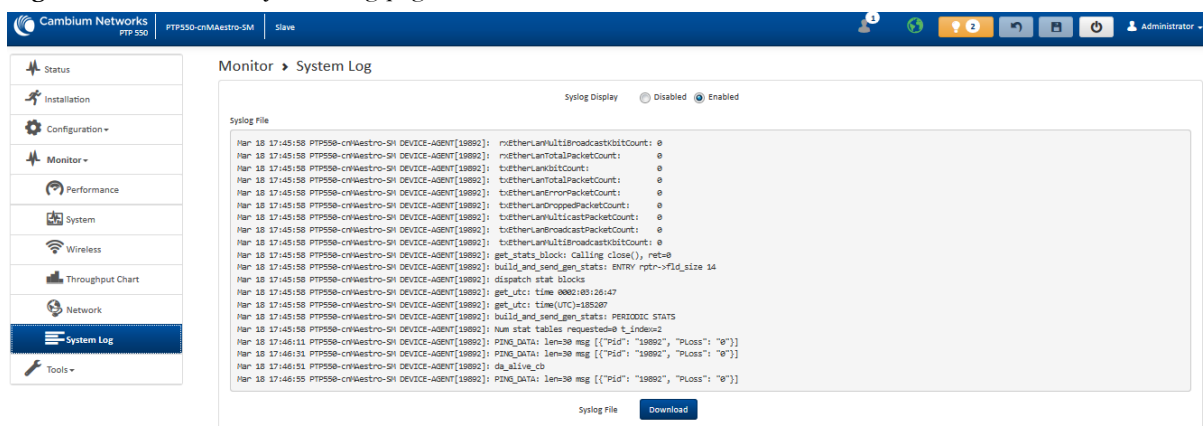 Cambium Networks
PTP 550
PTP550-cnMAestro-SM
Slave
1
2
Administrator
Status
Installation
Configuration
Monitor
Performance
System
Wireless
Throughput Chart
Network
System Log
Tools
Monitor > System Log
Syslog Display Disabled Enabled
Syslog File
Mar 18 17:45:58 PTP550-cnMAestro-SM DEVICE-AGENT[19892]: rxEtherLanMultiBroadcastKbitCount: 0
Mar 18 17:45:58 PTP550-cnMAestro-SM DEVICE-AGENT[19892]: rxEtherLanTotalPacketCount: 0
Mar 18 17:45:58 PTP550-cnMAestro-SM DEVICE-AGENT[19892]: txEtherLanKbitCount: 0
Mar 18 17:45:58 PTP550-cnMAestro-SM DEVICE-AGENT[19892]: txEtherLanTotalPacketCount: 0
Mar 18 17:45:58 PTP550-cnMAestro-SM DEVICE-AGENT[19892]: txEtherLanErrorPacketCount: 0
Mar 18 17:45:58 PTP550-cnMAestro-SM DEVICE-AGENT[19892]: txEtherLanDroppedPacketCount: 0
Mar 18 17:45:58 PTP550-cnMAestro-SM DEVICE-AGENT[19892]: txEtherLanMulticastPacketCount: 0
Mar 18 17:45:58 PTP550-cnMAestro-SM DEVICE-AGENT[19892]: txEtherLanBroadcastPacketCount: 0
Mar 18 17:45:58 PTP550-cnMAestro-SM DEVICE-AGENT[19892]: txEtherLanMultiBroadcastKbitCount: 0
Mar 18 17:45:58 PTP550-cnMAestro-SM DEVICE-AGENT[19892]: get_stats_block: Calling close(), ret=0
Mar 18 17:45:58 PTP550-cnMAestro-SM DEVICE-AGENT[19892]: build_and_send_gen_stats: ENTRY rptr->fld_size 14
Mar 18 17:45:58 PTP550-cnMAestro-SM DEVICE-AGENT[19892]: dispatch stat blocks
Mar 18 17:45:58 PTP550-cnMAestro-SM DEVICE-AGENT[19892]: get_utc: time 0002:03:26:47
Mar 18 17:45:58 PTP550-cnMAestro-SM DEVICE-AGENT[19892]: get_utc: time(UTC)=185207
Mar 18 17:45:58 PTP550-cnMAestro-SM DEVICE-AGENT[19892]: build_and_send_gen_stats: PERIODIC STATS
Mar 18 17:45:58 PTP550-cnMAestro-SM DEVICE-AGENT[19892]: Num stat tables requested=0 t_index=2
Mar 18 17:46:11 PTP550-cnMAestro-SM DEVICE-AGENT[19892]: PING_DATA: len=30 msg [{"Pid": "19892", "PLoss": "0"}]
Mar 18 17:46:31 PTP550-cnMAestro-SM DEVICE-AGENT[19892]: PING_DATA: len=30 msg [{"Pid": "19892", "PLoss": "0"}]
Mar 18 17:46:51 PTP550-cnMAestro-SM DEVICE-AGENT[19892]: da_alive_cb
Mar 18 17:46:55 PTP550-cnMAestro-SM DEVICE-AGENT[19892]: PING_DATA: len=30 msg [{"Pid": "19892", "PLoss": "0"}]
Syslog File Download